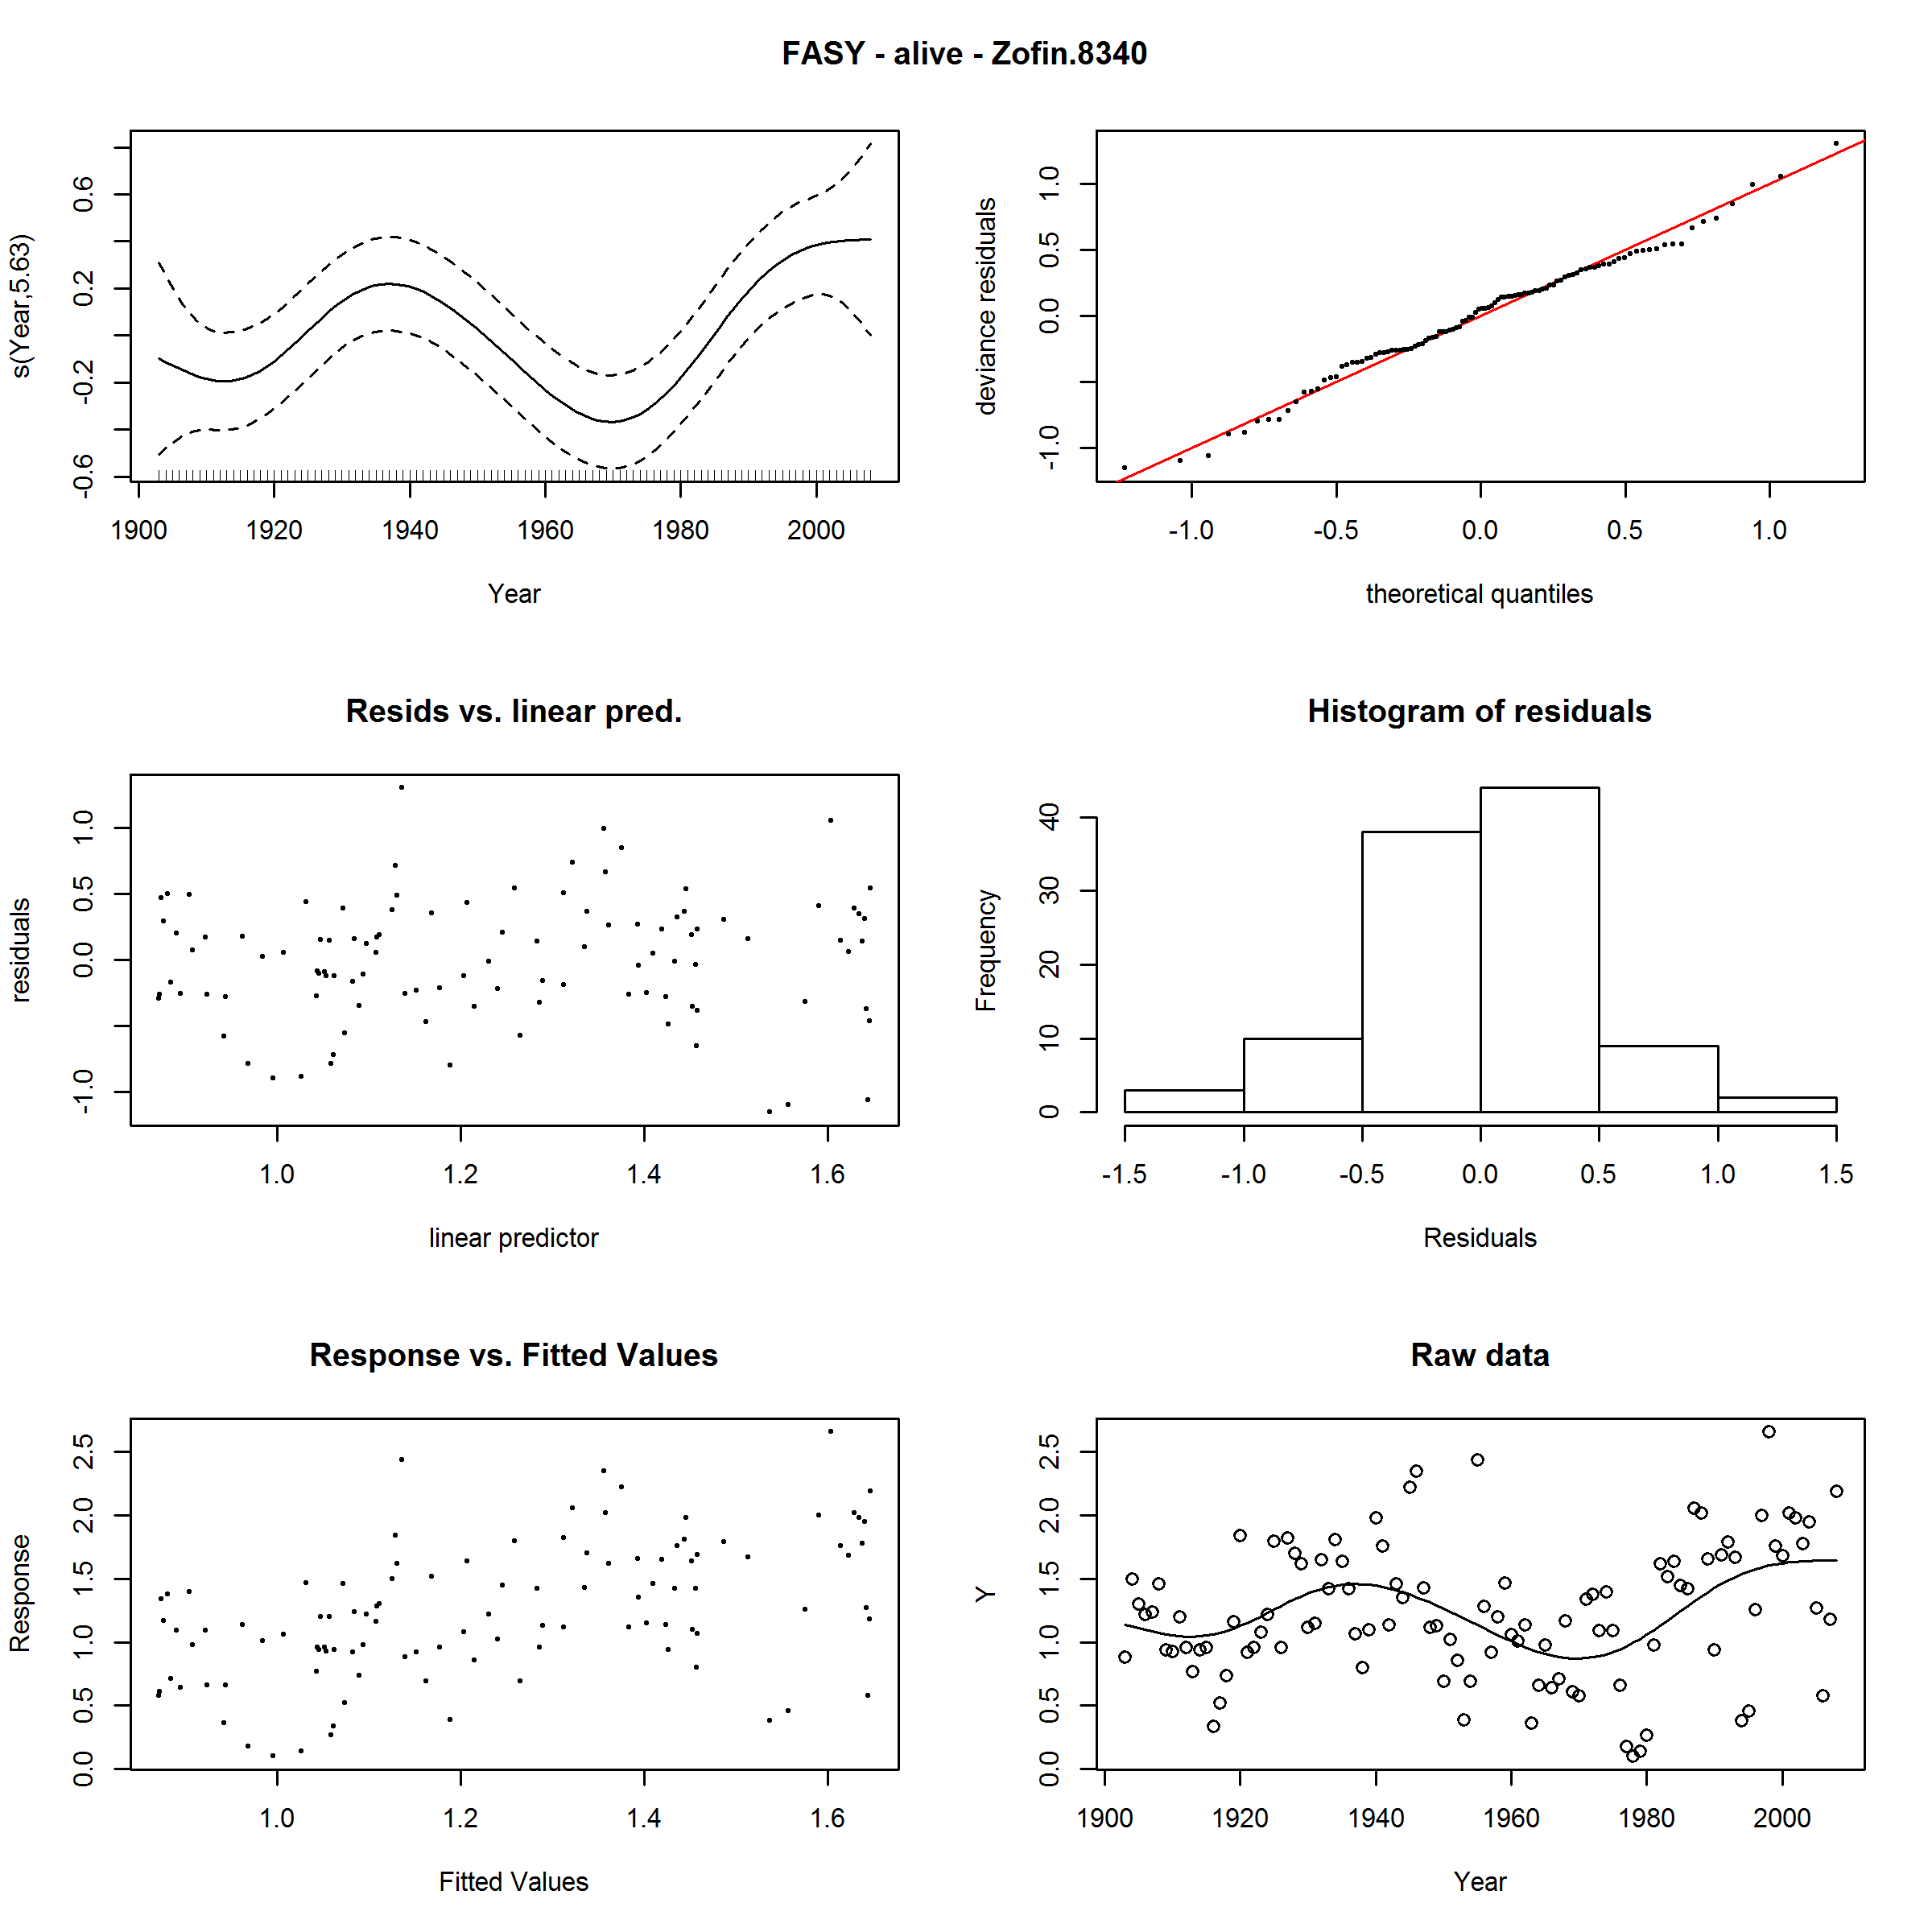 FASY - alive - Zofin.8340
s(Year,5.63)
-0.6 -0.2 0.2 0.6
1900 1920 1940 1960 1980 2000
Year
deviance residuals
-1.0 0.0 0.5 1.0
-1.0 -0.5 0.0 0.5 1.0
theoretical quantiles
Resids vs. linear pred.
residuals
-1.0 0.0 0.5 1.0
1.0 1.2 1.4 1.6
linear predictor
Histogram of residuals
Frequency
0 10 20 30 40
-1.5 -1.0 -0.5 0.0 0.5 1.0 1.5
Residuals
Response vs. Fitted Values
Response
0.0 0.5 1.0 1.5 2.0 2.5
1.0 1.2 1.4 1.6
Fitted Values
Raw data
Y
0.0 0.5 1.0 1.5 2.0 2.5
1900 1920 1940 1960 1980 2000
Year